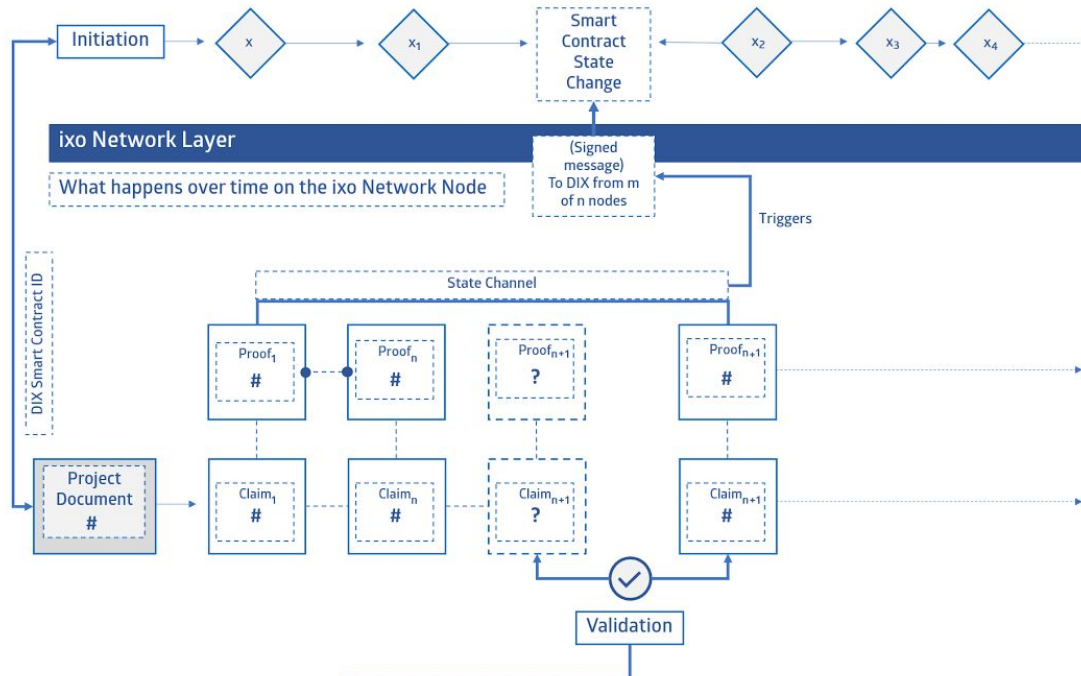 Initiation
x
x₁
Smart
Contract
State
Change
x₂
x₃
x₄
ixo Network Layer
(Signed
message)
To DIX from m
of n nodes
What happens over time on the ixo Network Node
Triggers
DIX Smart Contract ID
State Channel
Proof₁
#
Proofₙ
#
Proofₙ₊₁
?
Proofₙ₊₁
#
Project
Document
#
Claim₁
#
Claimₙ
#
Claimₙ₊₁
?
Claimₙ₊₁
#
Validation